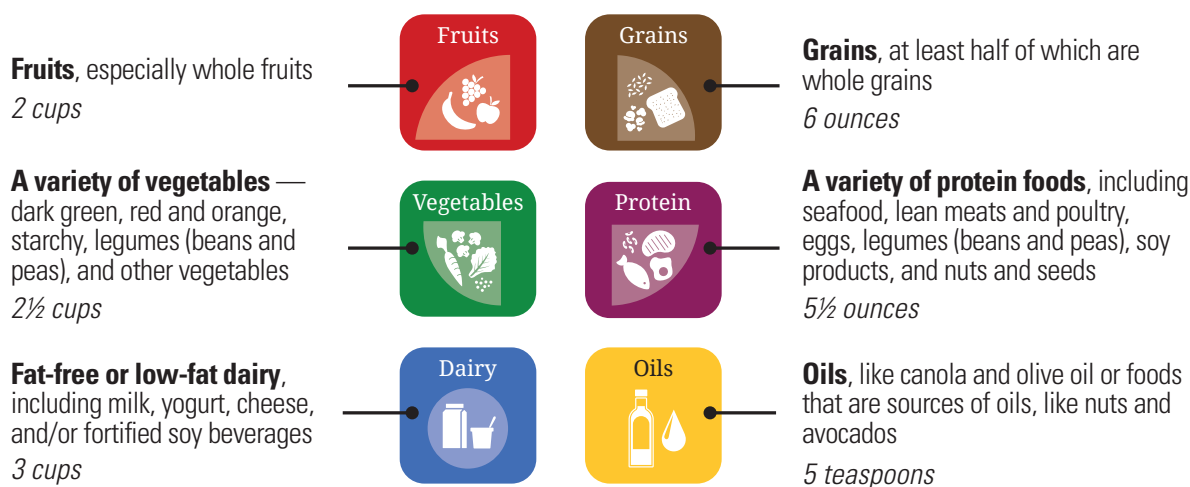 Fruits, especially whole fruits
2 cups
Fruits
Grains
Grains, at least half of which are
whole grains
6 ounces
A variety of vegetables —
dark green, red and orange,
starchy, legumes (beans and
peas), and other vegetables
2½ cups
Vegetables
Protein
A variety of protein foods, including
seafood, lean meats and poultry,
eggs, legumes (beans and peas), soy
products, and nuts and seeds
5½ ounces
Fat-free or low-fat dairy,
including milk, yogurt, cheese,
and/or fortified soy beverages
3 cups
Dairy
Oils
Oils, like canola and olive oil or foods
that are sources of oils, like nuts and
avocados
5 teaspoons